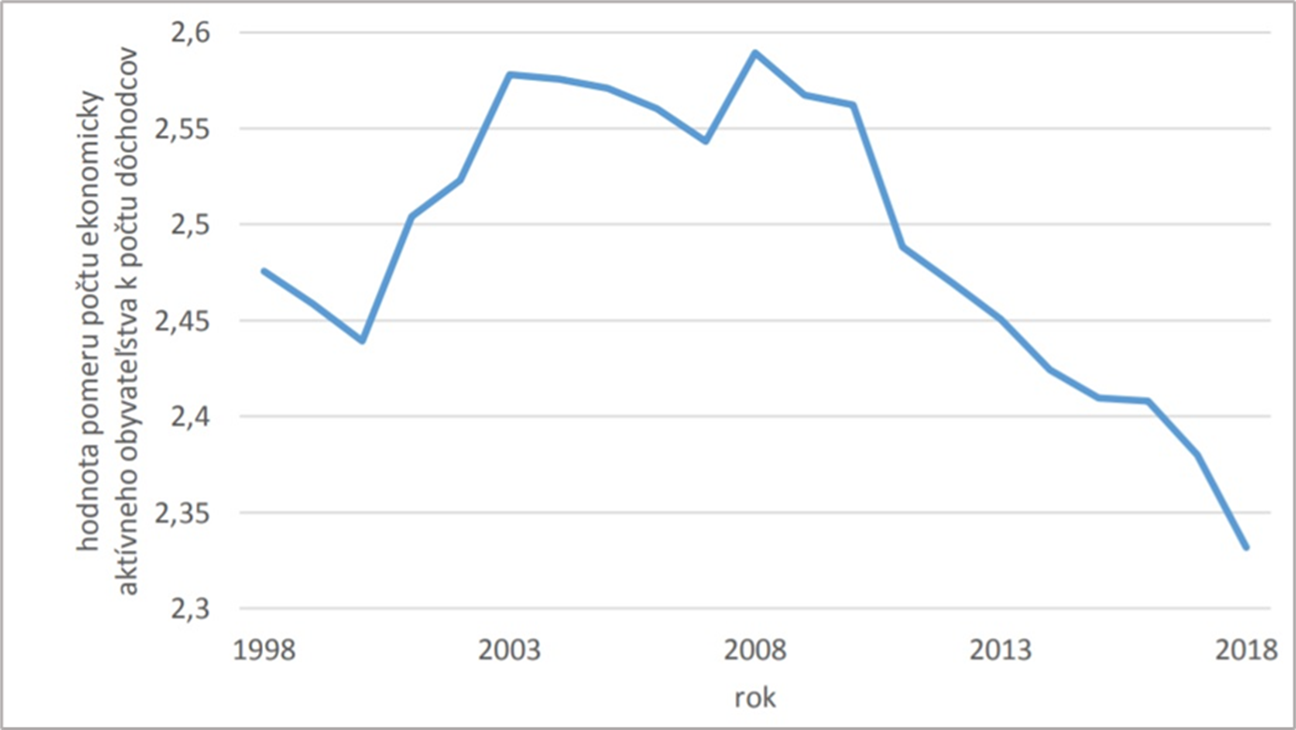 hodnota pomeru počtu ekonomicky
aktívneho obyvateľstva k počtu dôchodcov
2,6
2,55
2,5
2,45
2,4
2,35
2,3
1998 2003 2008 2013 2018
rok